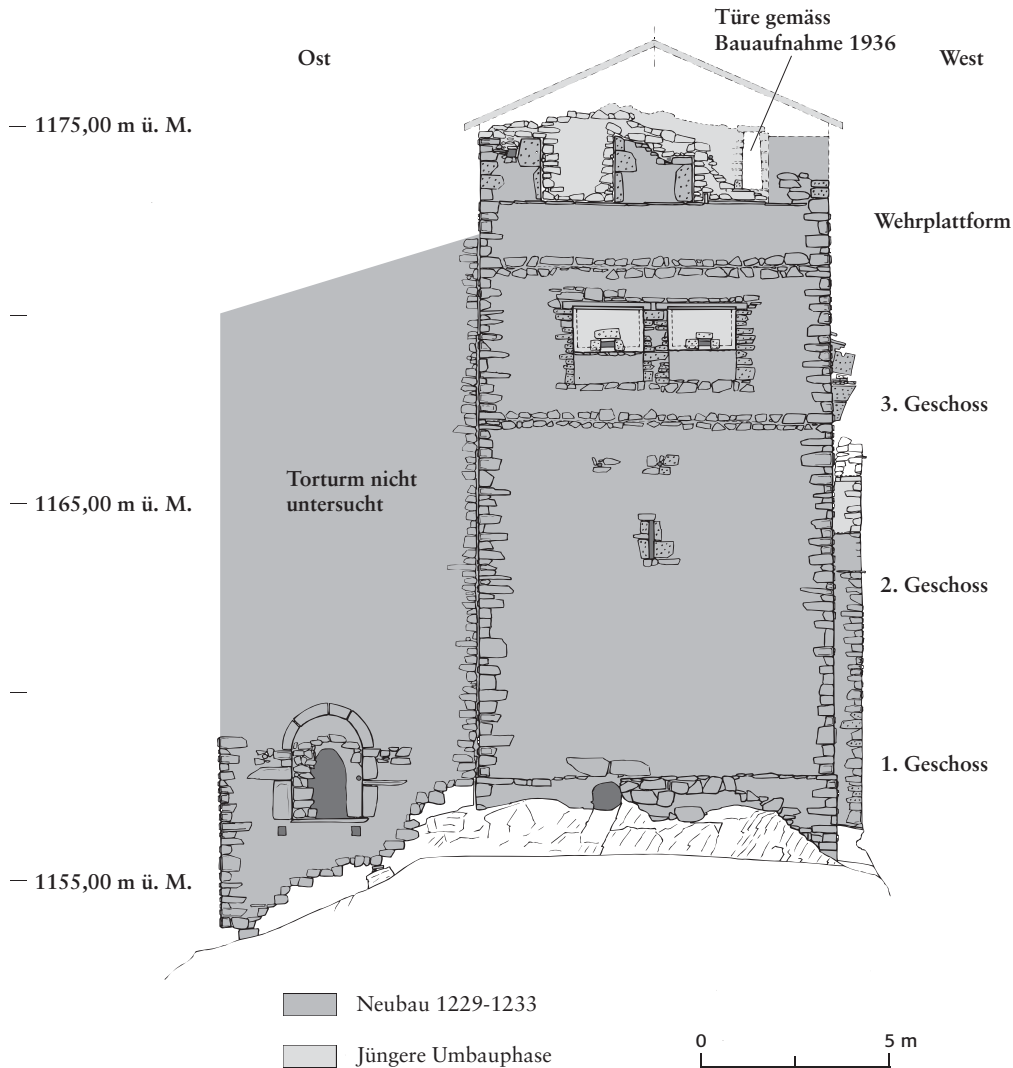 Türe gemäss
Bauaufnahme 1936
Ost
West
1175,00 m ü. M.
Wehrplattform
3. Geschoss
Torturm nicht
untersucht
1165,00 m ü. M.
2. Geschoss
1. Geschoss
1155,00 m ü. M.
Neubau 1229-1233
Jüngere Umbauphase
0
5 m